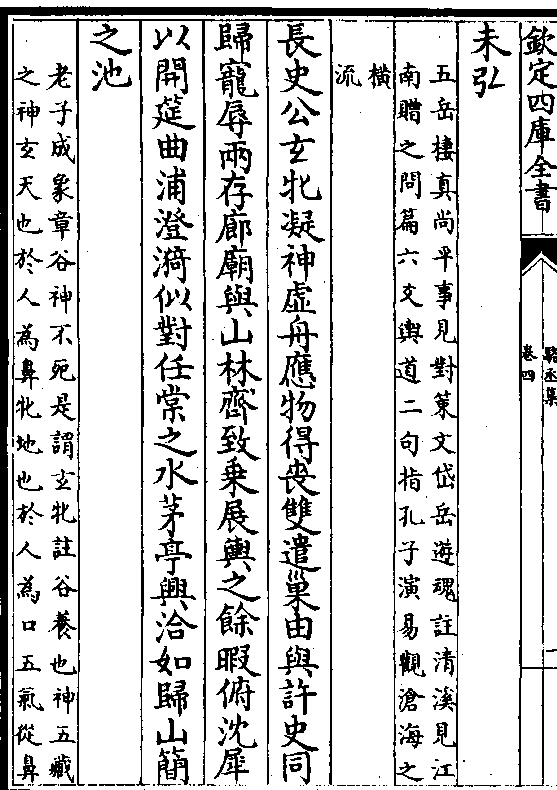 欽定四庫全書
駱丞集
卷四
未弘
五岳棲真尚平事見對策文岱岳遊魂註清溪見江
南贈之問篇六爻輿道二句指孔子演易觀滄海之
橫
流
長史公玄牝凝神虛舟應物得喪雙遣巢由與許史同
歸寵辱兩存廊廟與山林齊致乗展輿之餘暇俯沈犀
以開筵曲浦澄漪似對任棠之水茅亭興洽如歸山簡
之池
老子成象章谷神不死是謂玄牝註谷養也神五藏
之神玄天也於人為鼻牝地也於人為口五氣從鼻